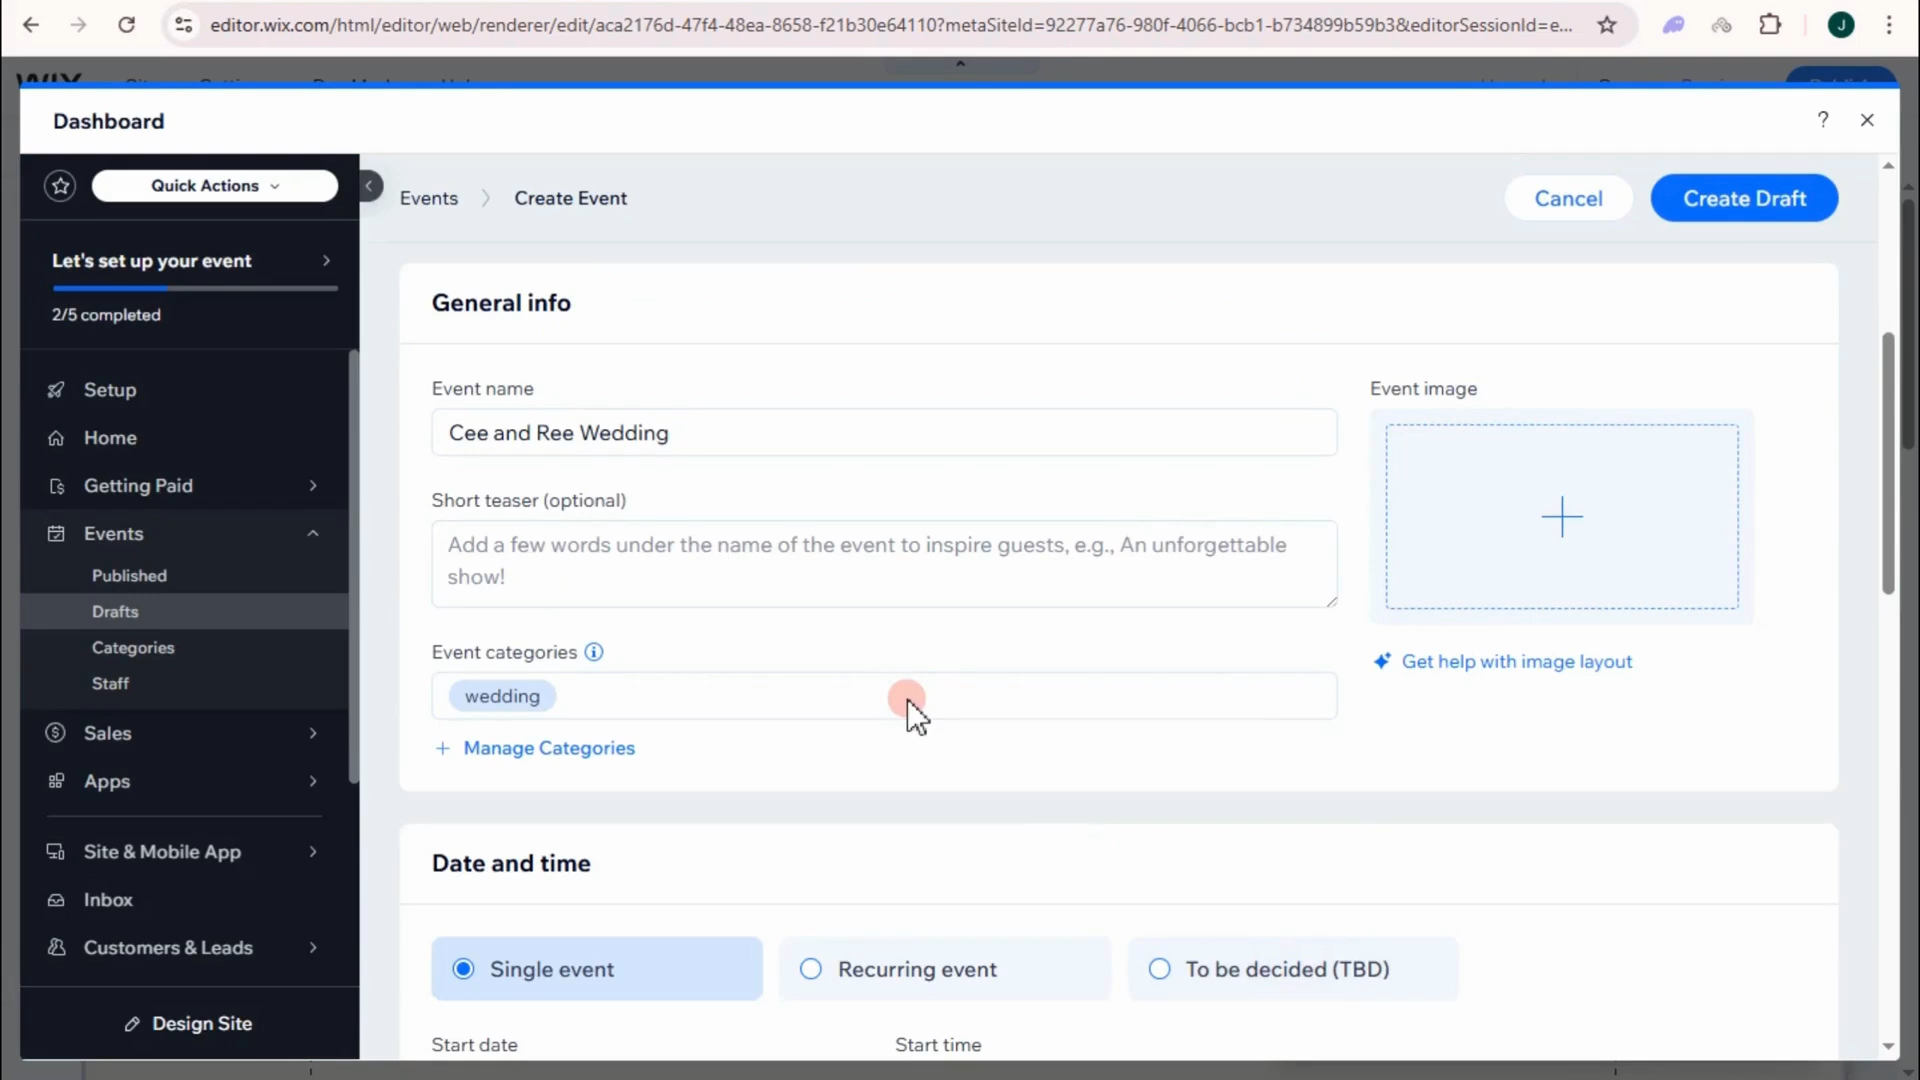 editor.wix.com/html/editor/web/renderer/edit/aca2176d-47f4-48ea-8658-f21b30e64110?metaSiteId=92277a76-980f-4066-bcb1-b734899b59b3&editorSessionId=e...
J
Dashboard
?
Quick Actions
Events
Create Event
Cancel
Create Draft
Let's set up your event
2/5 completed
General info
Setup
Home
Getting Paid
Events
Published
Drafts
Categories
Staff
Sales
Apps
Site & Mobile App
Inbox
Customers & Leads
Design Site
Event name
Cee and Ree Wedding
Event image
Short teaser (optional)
Add a few words under the name of the event to inspire guests, e.g., An unforgettable
show!
Event categories
wedding
Get help with image layout
Manage Categories
Date and time
Single event
Recurring event
To be decided (TBD)
Start date
Start time